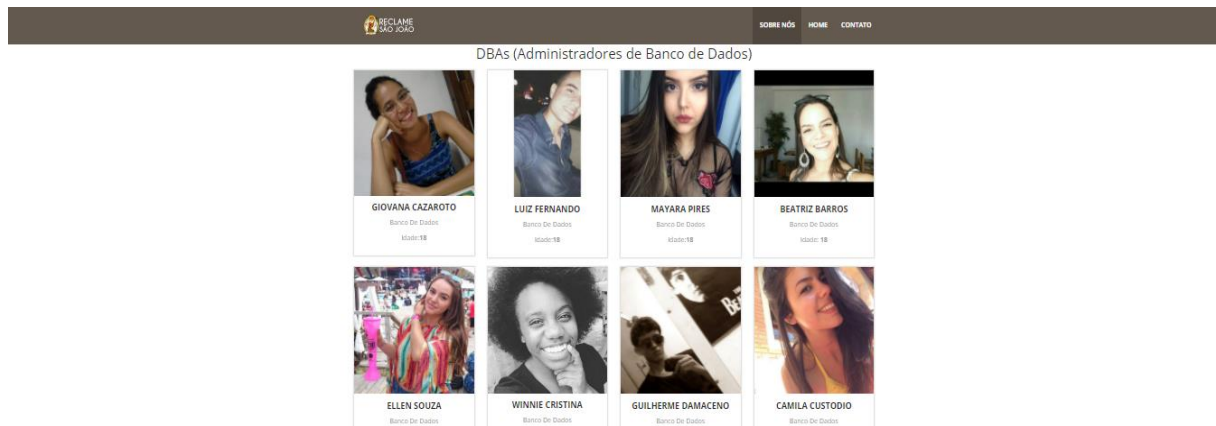 RECLAME
SÃO JOÃO
SOBRE NÓS HOME CONTATO
DBAs (Administradores de Banco de Dados)
GIOVANA CAZAROTO LUIZ FERNANDO MAYARA PIRES BEATRIZ BARROS
Banco De Dados Banco De Dados Banco De Dados Banco De Dados
Idade:18 Idade:18 Idade:18 Idade: 18
ELLEN SOUZA WINNIE CRISTINA GUILHERME DAMACENO CAMILA CUSTODIO
Banco De Dados Banco De Dados Banco De Dados Banco De Dados